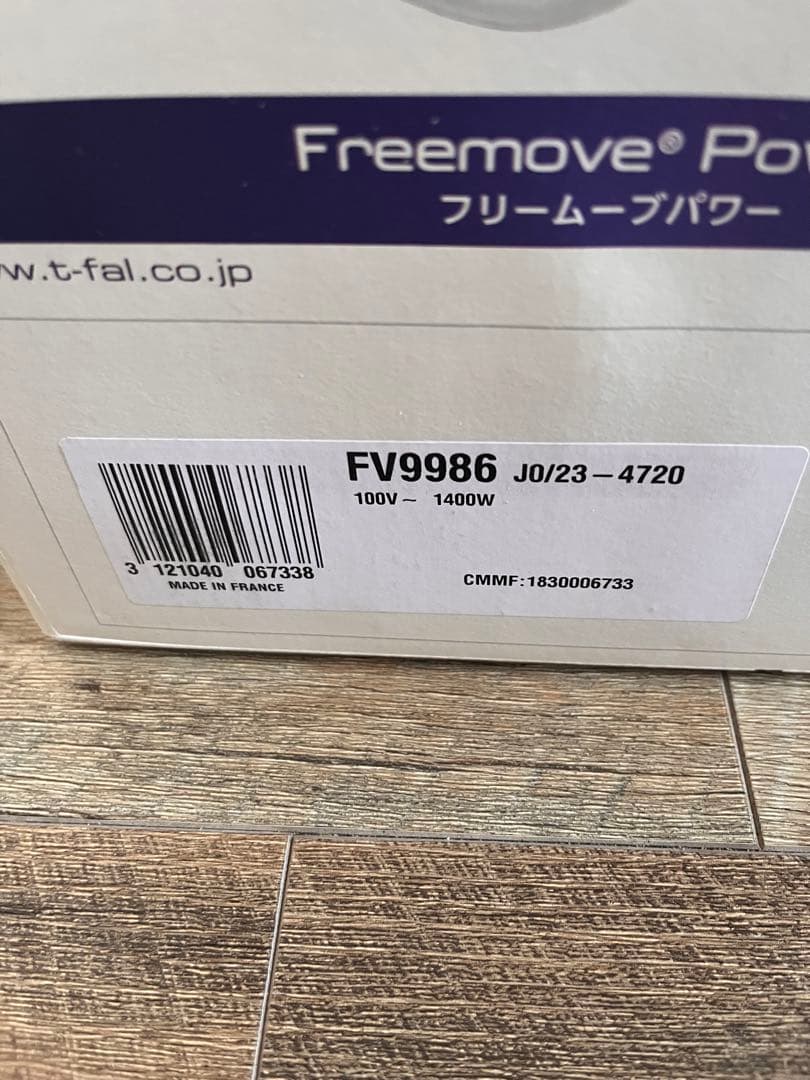 Freemove® Po
フリームーブパワー
w.t-fal.co.jp
FV9986 J0/23-4720
100V~ 1400W
3 121040 067338
MADE IN FRANCE
CMMF:1830006733